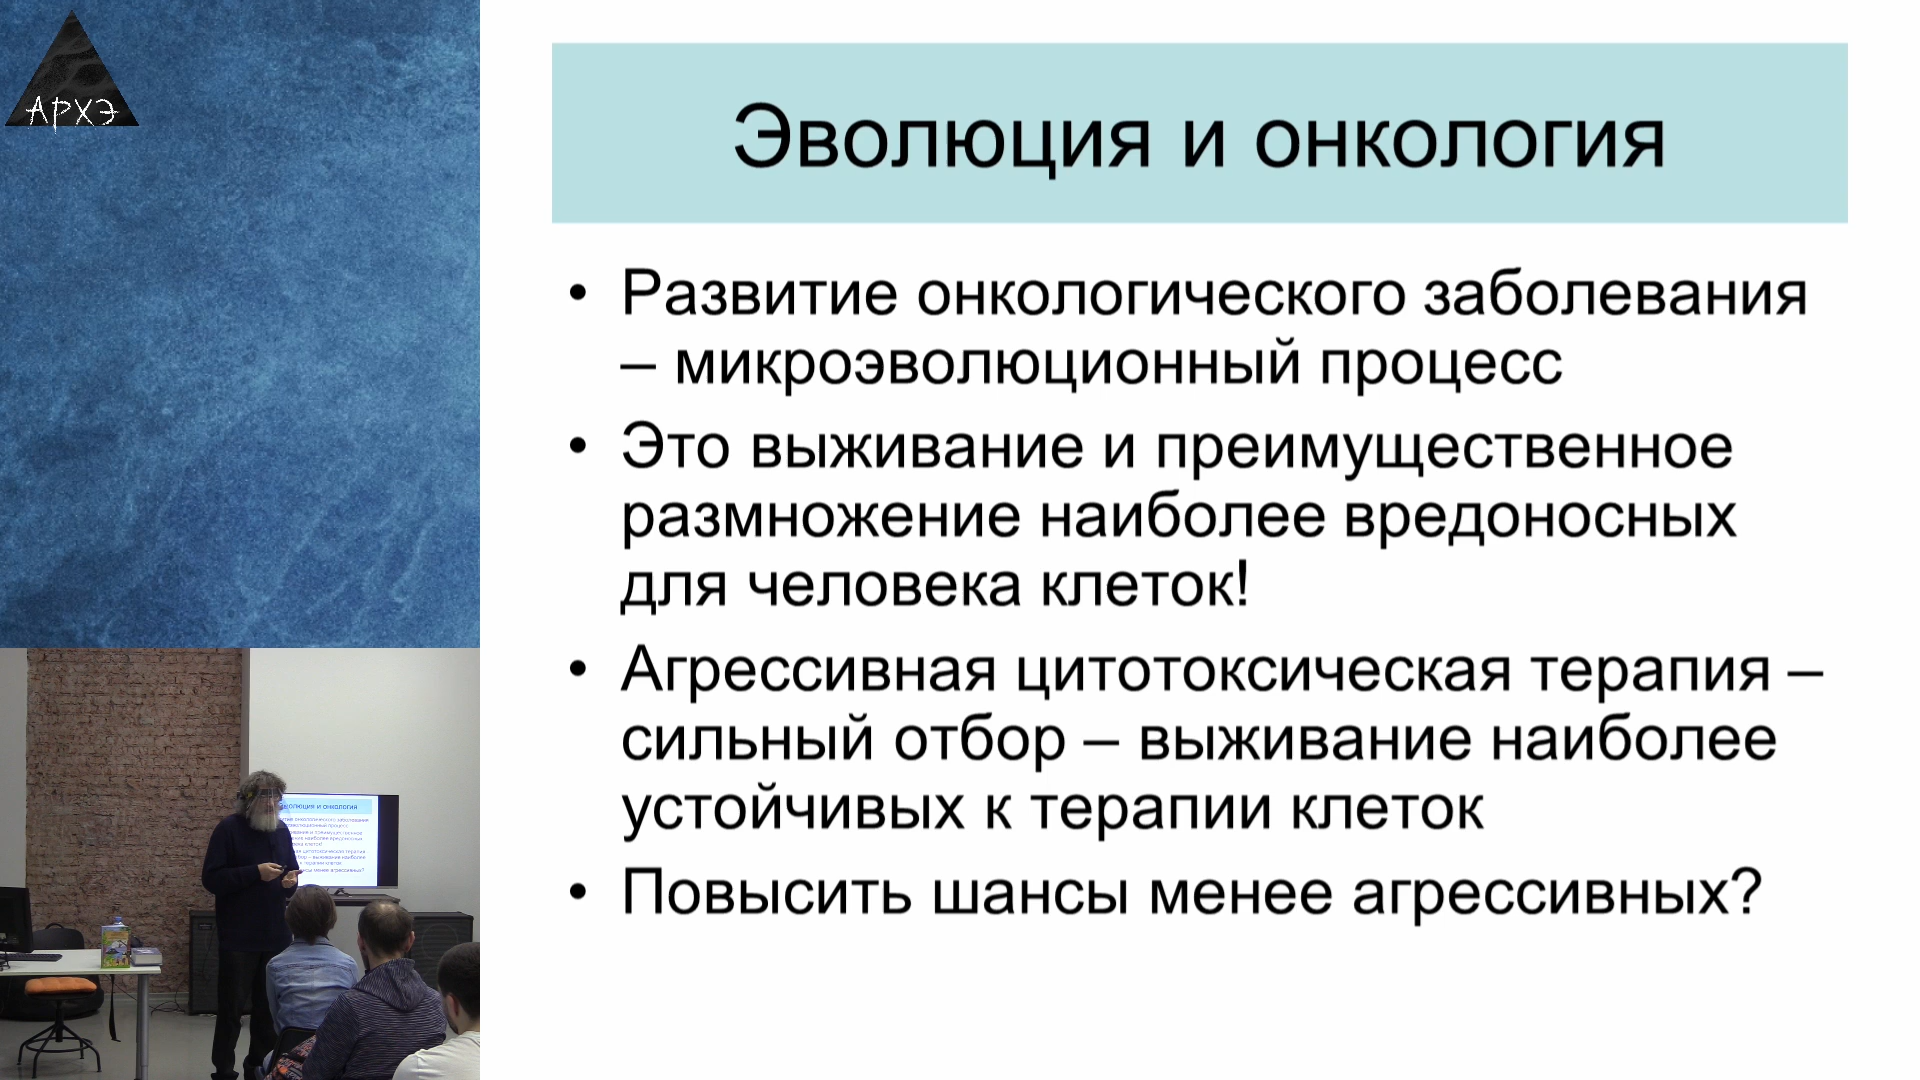 АРХЭ
Эволюция и онкология
• Развитие онкологического заболевания
– микроэволюционный процесс
• Это выживание и преимущественное
размножение наиболее вредоносных
для человека клеток!
• Агрессивная цитотоксическая терапия –
сильный отбор – выживание наиболее
устойчивых к терапии клеток
• Повысить шансы менее агрессивных?